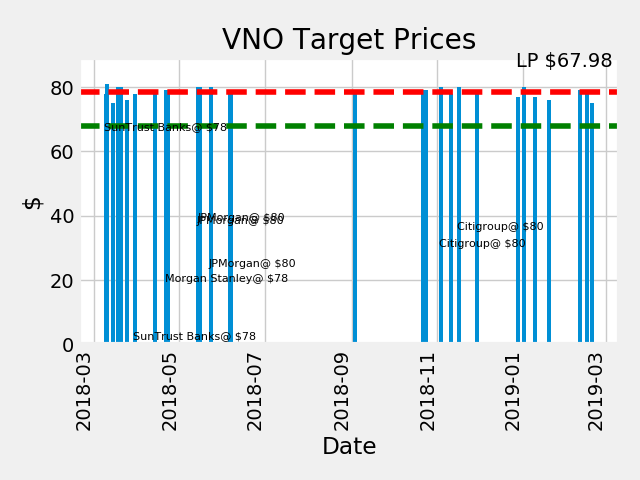 VNO Target Prices
LP $67.98
$
80
60
40
20
0
SunTrust Banks@ $78
JPMorgan@ $80
JPMorgan@ $80
Citigroup@ $80
Citigroup@ $80
JPMorgan@ $80
Morgan Stanley@ $78
SunTrust Banks@ $78
2018-03
2018-05
2018-07
2018-09
2018-11
2019-01
2019-03
Date